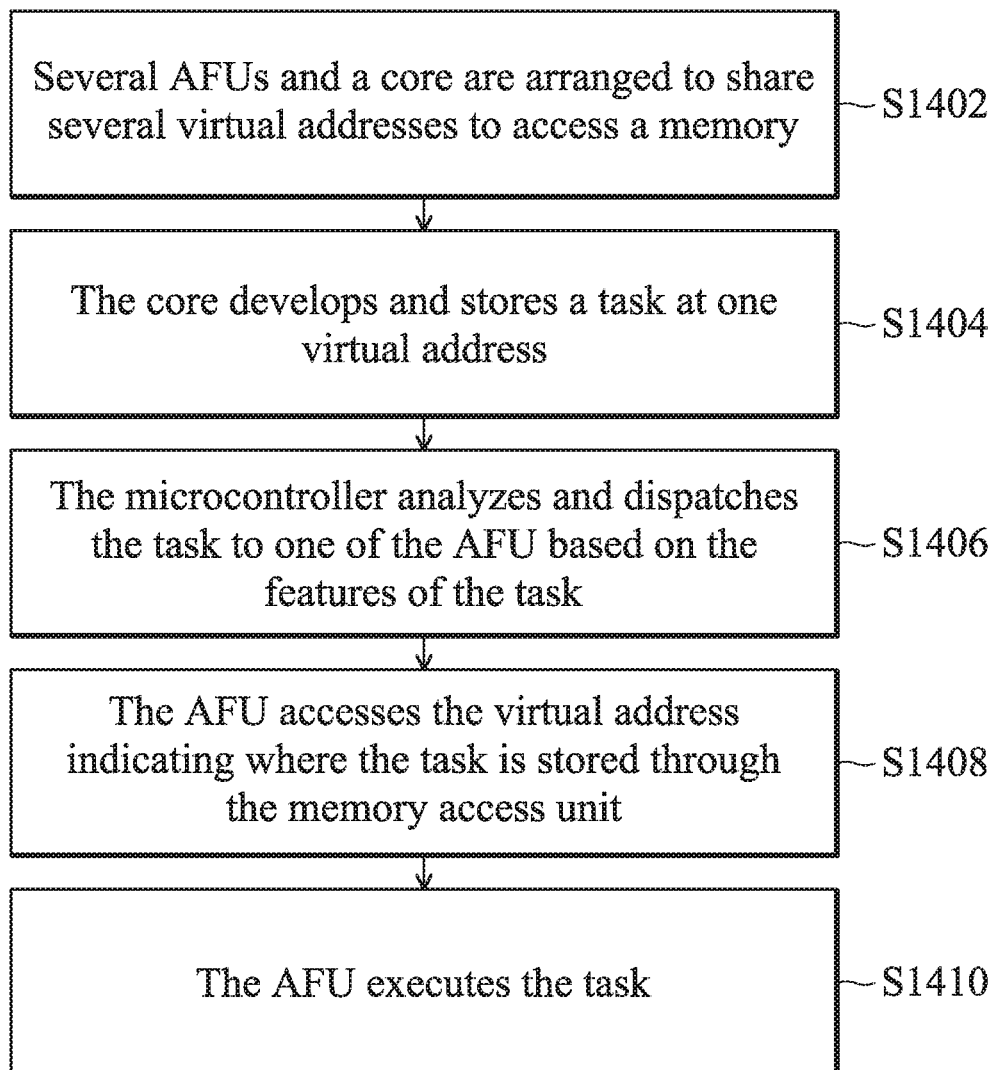 Several AFUs and a core are arranged to share
several virtual addresses to access a memory
S1402
The core develops and stores a task at one
virtual address
S1404
The microcontroller analyzes and dispatches
the task to one of the AFU based on the
features of the task
S1406
The AFU accesses the virtual address
indicating where the task is stored through
the memory access unit
S1408
The AFU executes the task
S1410